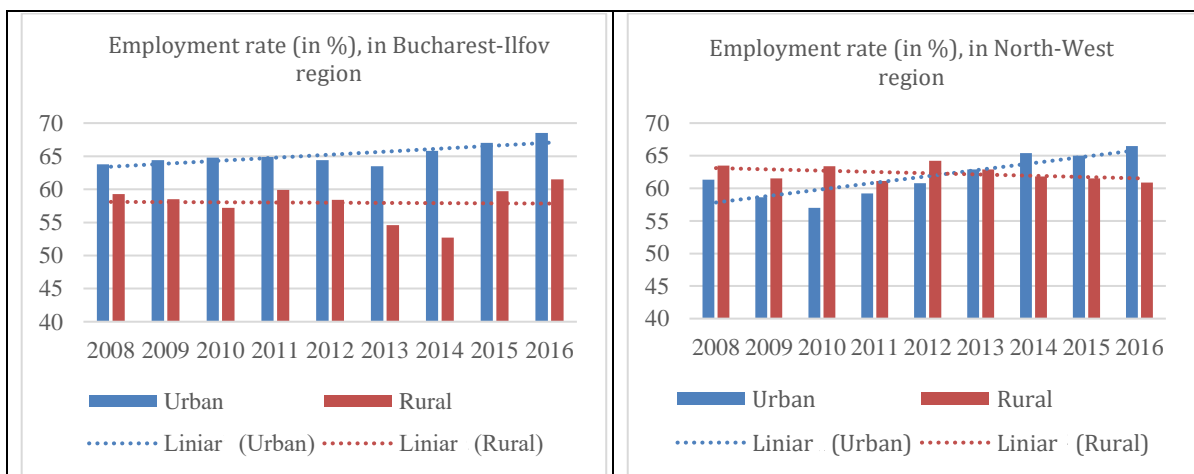 Employment rate (in %), in Bucharest-Ilfov
region
70
65
60
55
50
45
40
2008 2009 2010 2011 2012 2013 2014 2015 2016
Urban Rural
Liniar (Urban) Liniar (Rural)
Employment rate (in %), in North-West
region
70
65
60
55
50
45
40
2008 2009 2010 2011 2012 2013 2014 2015 2016
Urban Rural
Liniar (Urban) Liniar (Rural)